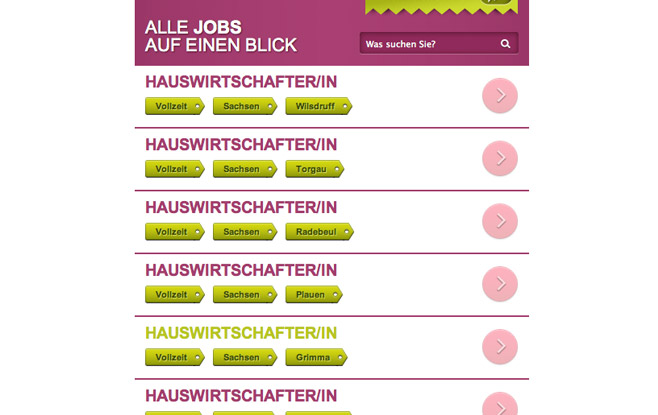 ALLE JOBS
AUF EINEN BLICK
Was suchen Sie?
HAUSWIRTSCHAFTER/IN
Vollzeit Sachsen Wilsdruff
HAUSWIRTSCHAFTER/IN
Vollzeit Sachsen Torgau
HAUSWIRTSCHAFTER/IN
Vollzeit Sachsen Radebeul
HAUSWIRTSCHAFTER/IN
Vollzeit Sachsen Plauen
HAUSWIRTSCHAFTER/IN
Vollzeit Sachsen Grimma
HAUSWIRTSCHAFTER/IN